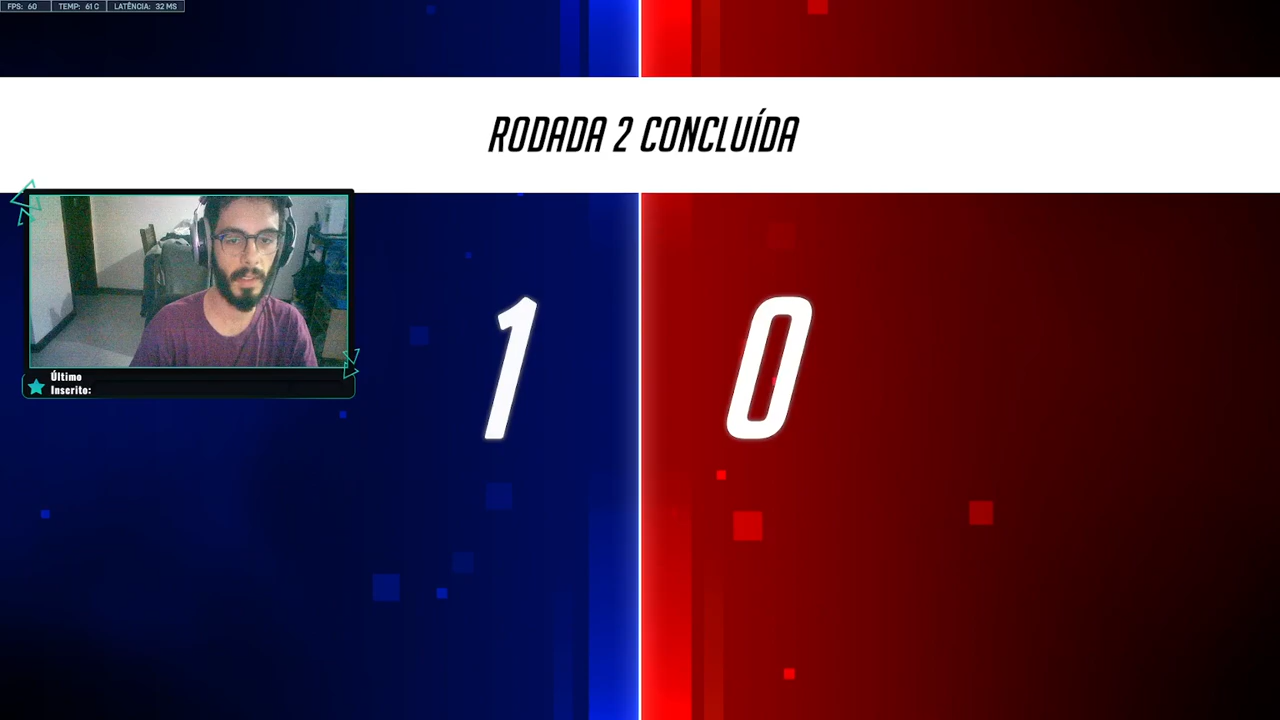 FPS: 60 TEMP: 61 C LATÊNCIA: 32 MS
RODADA 2 CONCLUÍDA
1 0
Último
Inscrito: